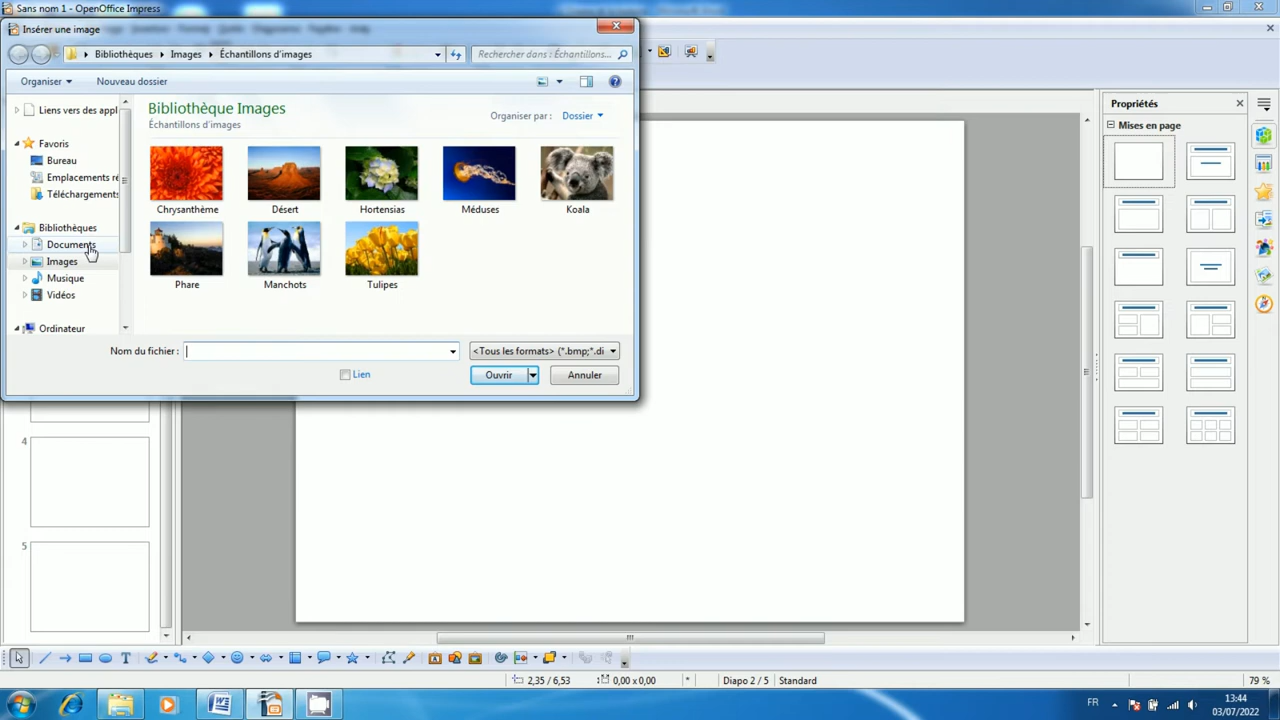 Sans nom 1 - OpenOffice Impress
Insérer une image
Bibliothèques Images Échantillons d'images
Rechercher dans : Échantillons...
Organiser Nouveau dossier
Liens vers des appl
Favoris
Bureau
Emplacements ré
Téléchargements
Bibliothèques
Documents
Images
Musique
Vidéos
Ordinateur
Bibliothèque Images
Échantillons d'images
Organiser par : Dossier
Chrysanthème Désert Hortensias Méduses Koala
Phare Manchots Tulipes
Nom du fichier :
<Tous les formats> (*.bmp;*.di
Lien
Ouvrir Annuler
Propriétés
Mises en page
4
5
2,35 / 6,53 0,00 x 0,00 * Diapo 2 / 5 Standard 79 %
FR
13:44
03/07/2022